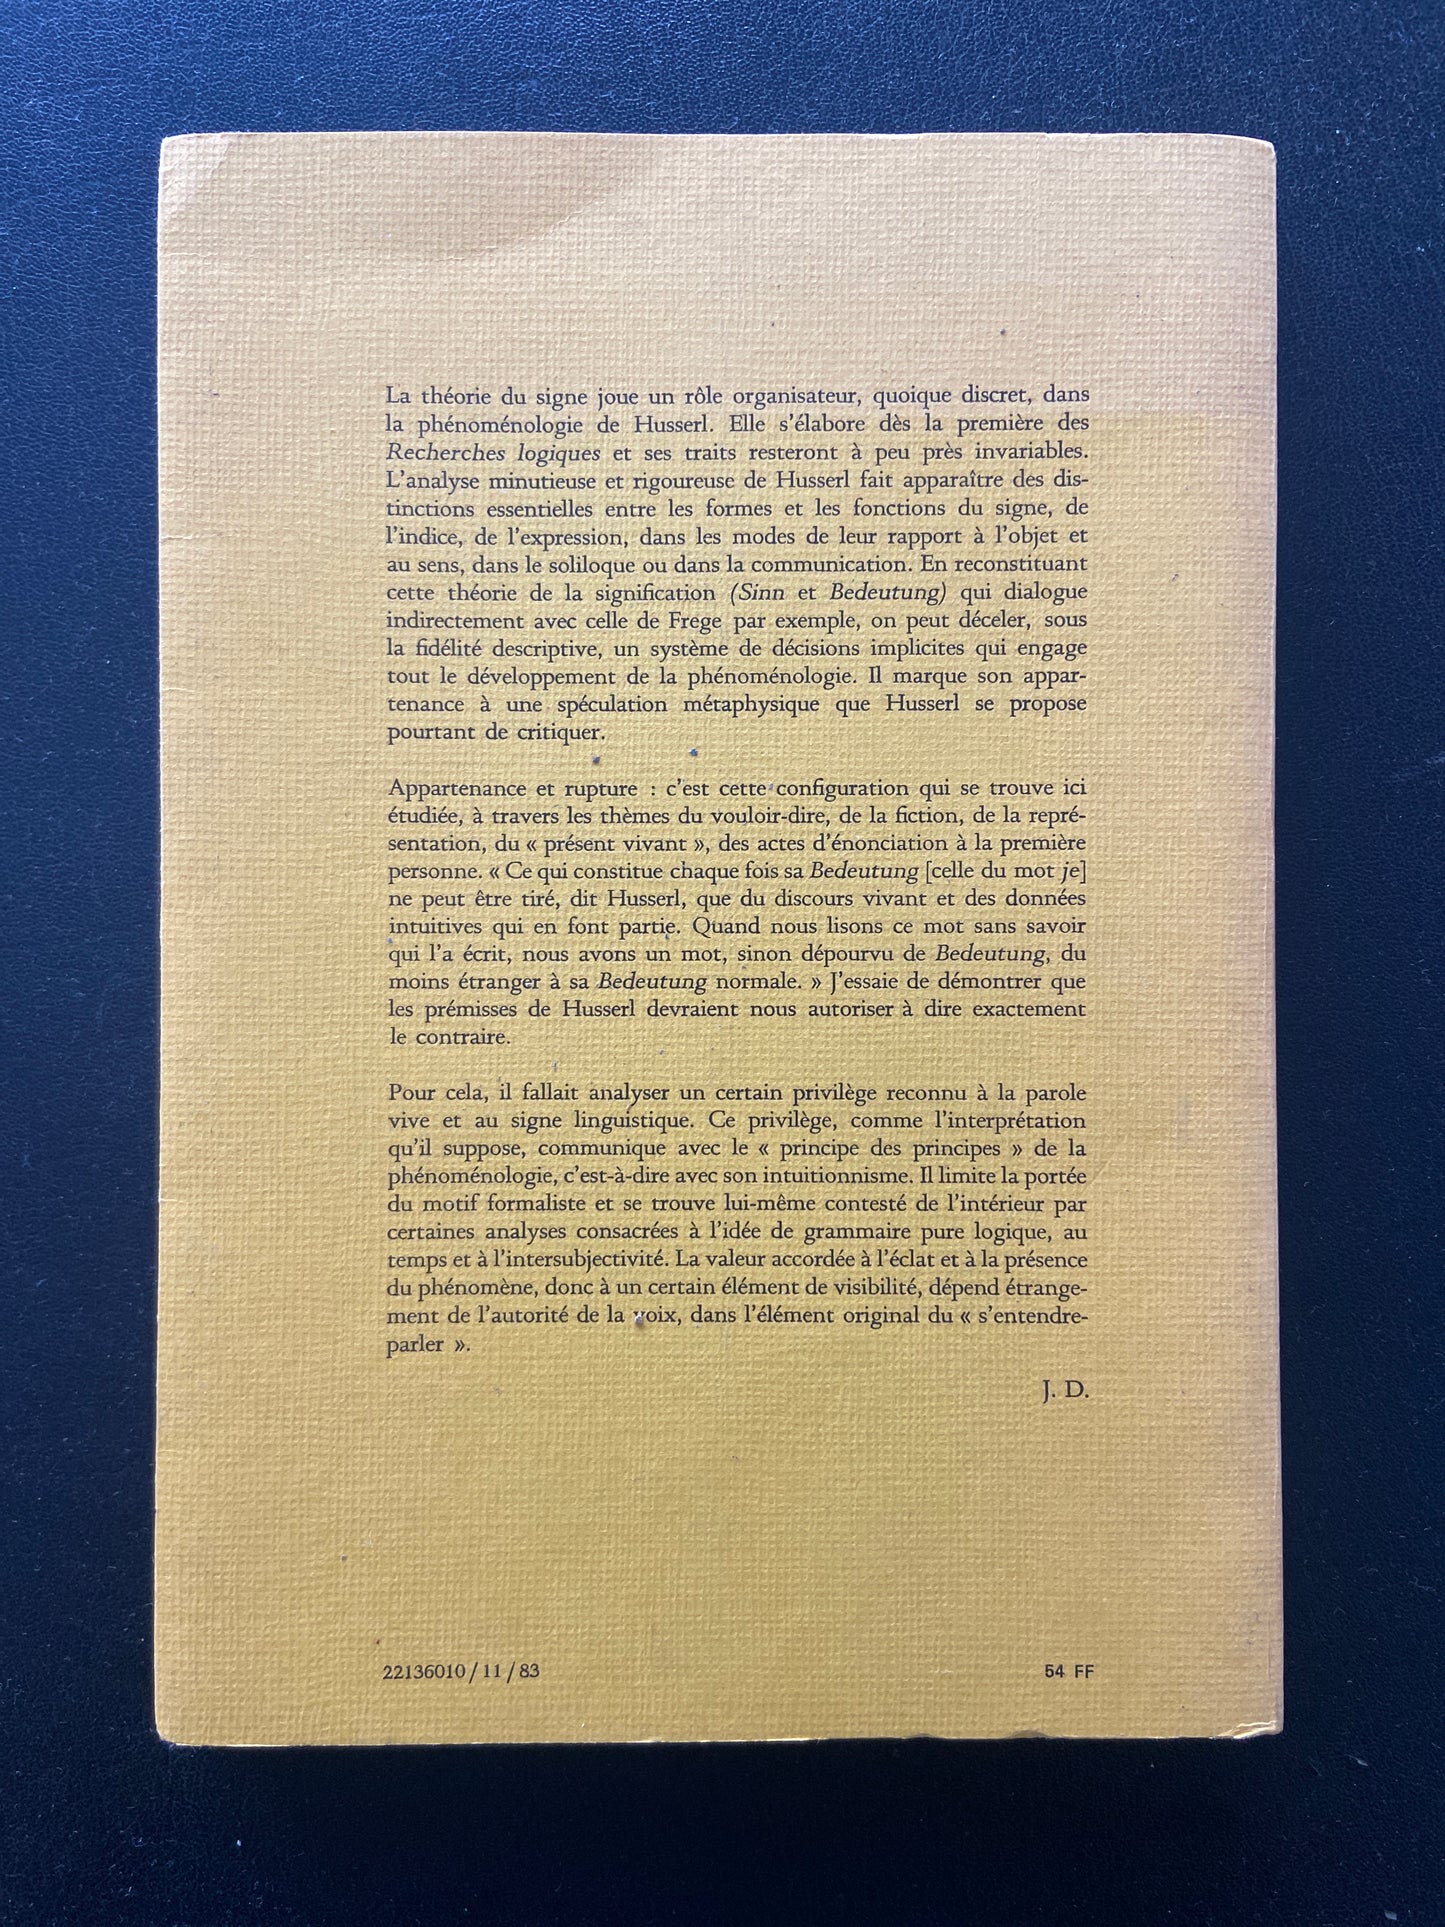 La théorie du signe joue un rôle organisateur, quoique discret, dans
la phénoménologie de Husserl. Elle s'élabore dès la première des
Recherches logiques et ses traits resteront à peu près invariables.
L'analyse minutieuse et rigoureuse de Husserl fait apparaître des dis-
tinctions essentielles entre les formes et les fonctions du signe, de
l'indice, de l'expression, dans les modes de leur rapport à l'objet et
au sens, dans le soliloque ou dans la communication. En reconstituant
cette théorie de la signification (Sinn et Bedeutung) qui dialogue
indirectement avec celle de Frege par exemple, on peut déceler, sous
la fidélité descriptive, un système de décisions implicites qui engage
tout le développement de la phénoménologie. Il marque son appar-
tenance à une spéculation métaphysique que Husserl se propose
pourtant de critiquer.
Appartenance et rupture : c'est cette configuration qui se trouve ici
étudiée, à travers les thèmes du vouloir-dire, de la fiction, de la repré-
sentation, du « présent vivant », des actes d'énonciation à la première
personne. « Ce qui constitue chaque fois sa Bedeutung [celle du mot je]
ne peut être tiré, dit Husserl, que du discours vivant et des données
intuitives qui en font partie. Quand nous lisons ce mot sans savoir
qui l'a écrit, nous avons un mot, sinon dépourvu de Bedeutung, du
moins étranger à sa Bedeutung normale. » J'essaie de démontrer que
les prémisses de Husserl devraient nous autoriser à dire exactement
le contraire.
Pour cela, il fallait analyser un certain privilège reconnu à la parole
vive et au signe linguistique. Ce privilège, comme l'interprétation
qu'il suppose, communique avec le « principe des principes » de la
phénoménologie, c'est-à-dire avec son intuitionnisme. Il limite la portée
du motif formaliste et se trouve lui-même contesté de l'intérieur par
certaines analyses consacrées à l'idée de grammaire pure logique, au
temps et à l'intersubjectivité. La valeur accordée à l'éclat et à la présence
du phénomène, donc à un certain élément de visibilité, dépend étrange-
ment de l'autorité de la voix, dans l'élément original du « s'entendre-
parler ».
J. D.
22136010 / 11 / 83
54 FF